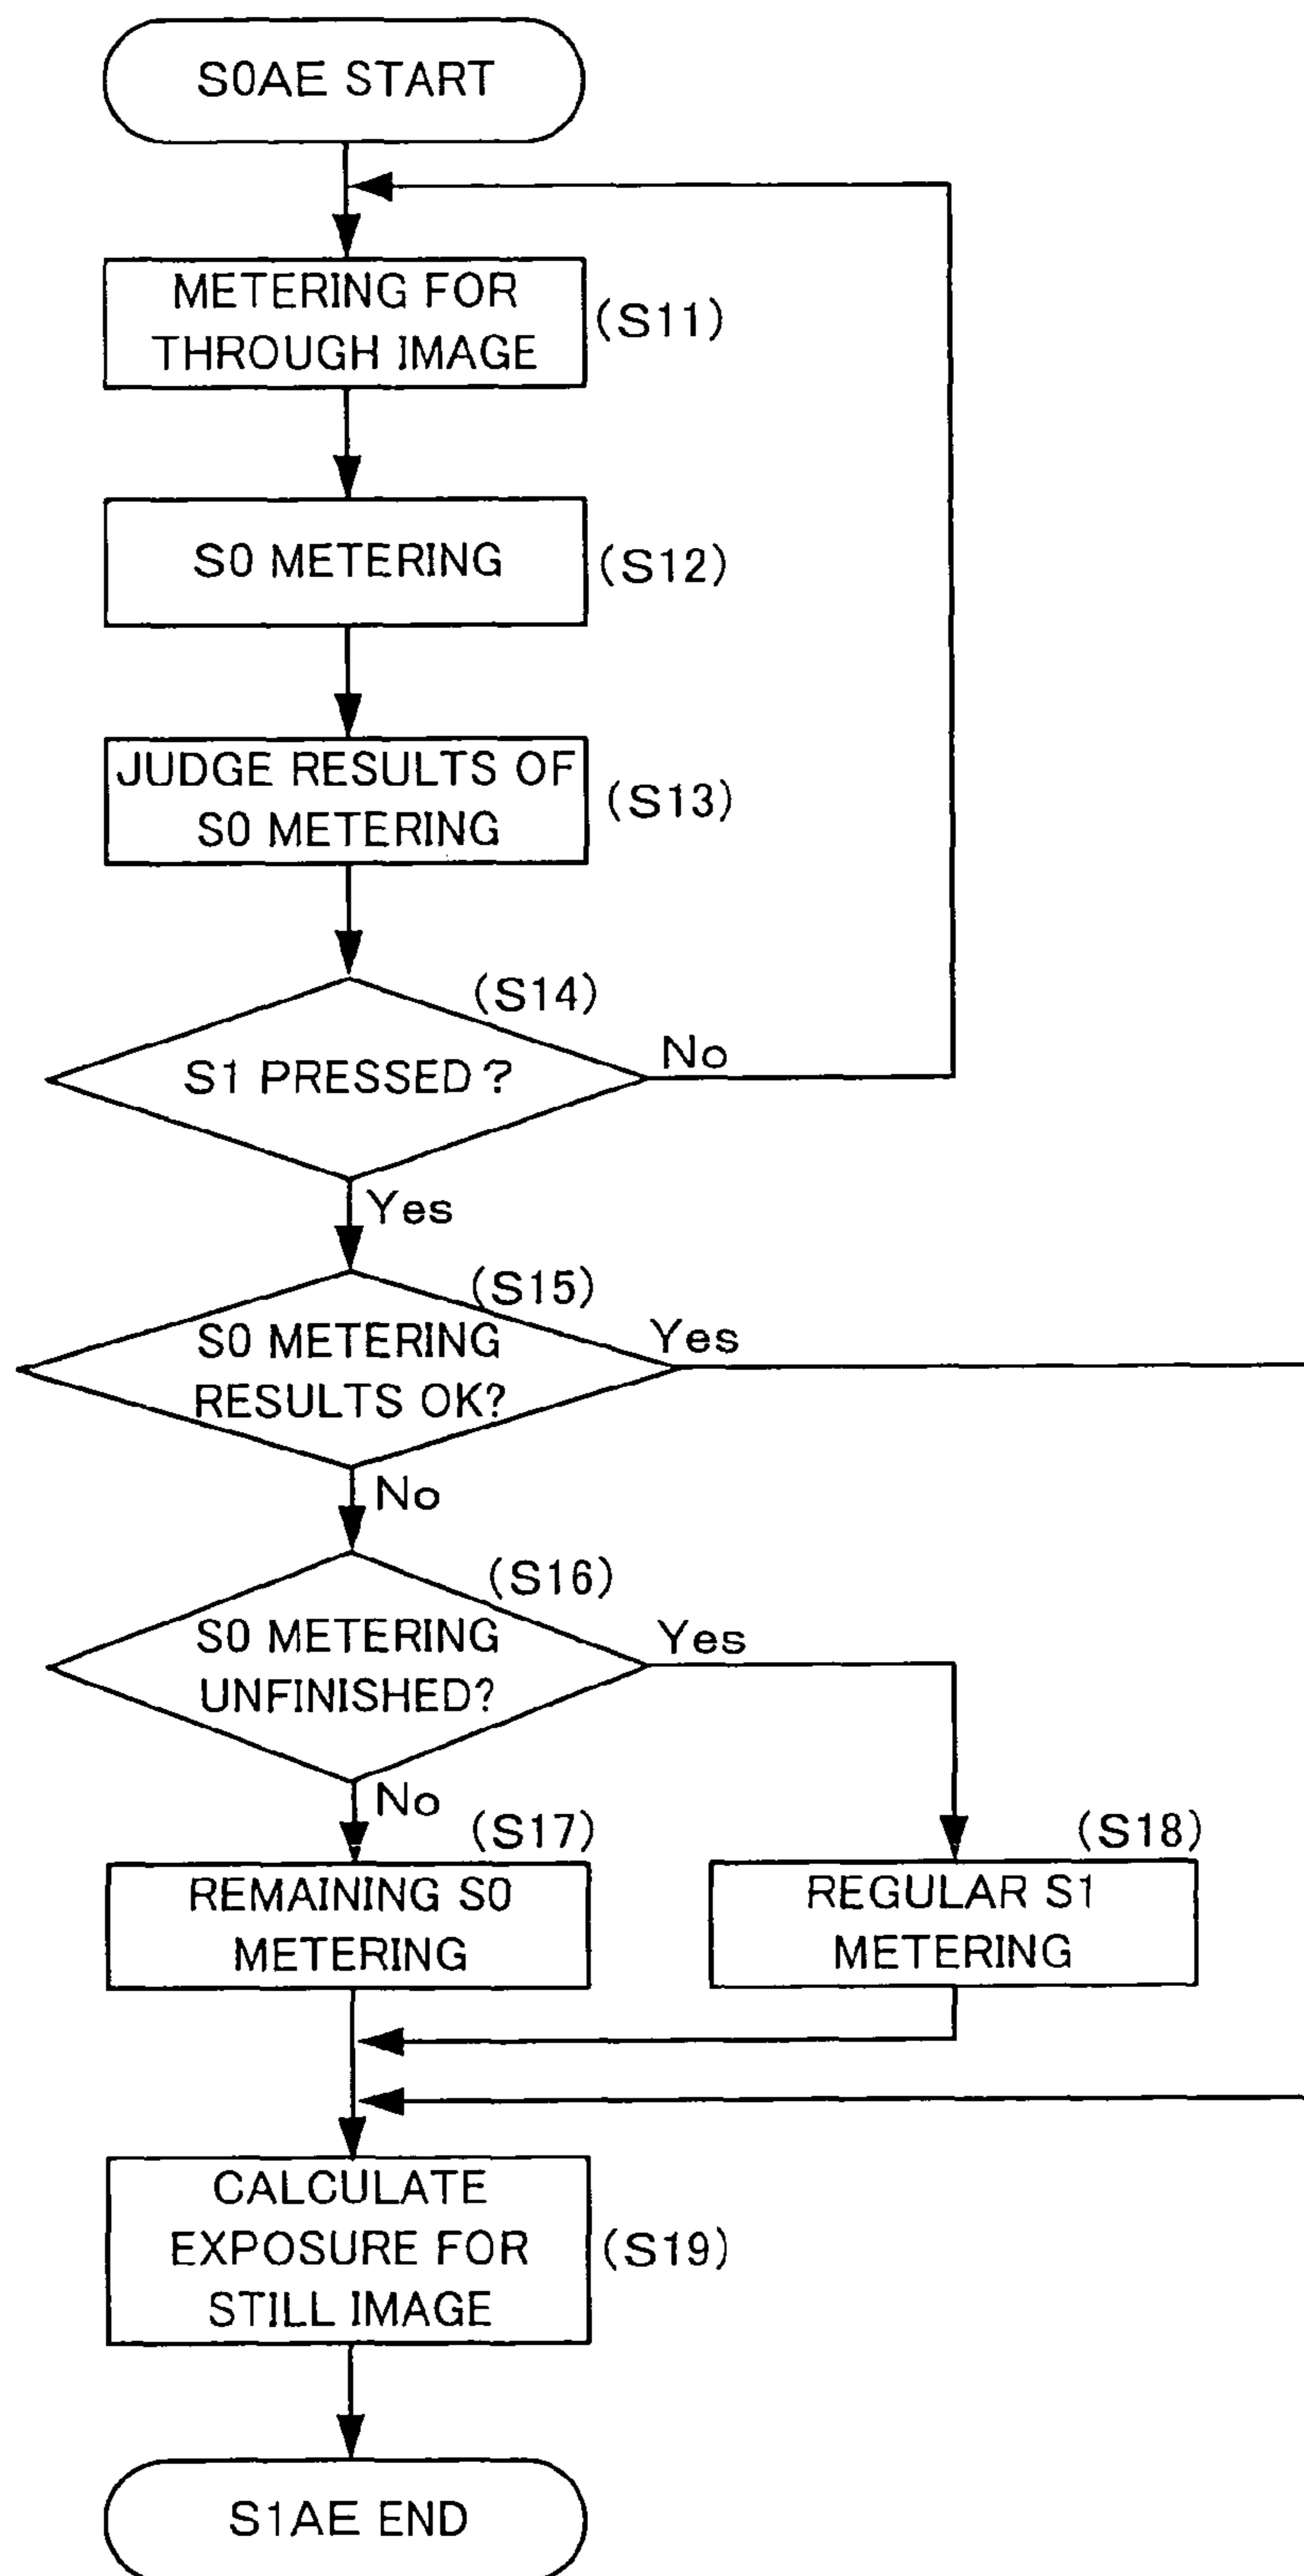 S0AE START
METERING FOR
THROUGH IMAGE
(S11)
S0 METERING
(S12)
JUDGE RESULTS OF
S0 METERING
(S13)
(S14)
S1 PRESSED?
No
Yes
(S15)
S0 METERING
RESULTS OK?
Yes
No
(S16)
S0 METERING
UNFINISHED?
Yes
No
(S17)
REMAINING S0
METERING
(S18)
REGULAR S1
METERING
CALCULATE
EXPOSURE FOR
STILL IMAGE
(S19)
S1AE END